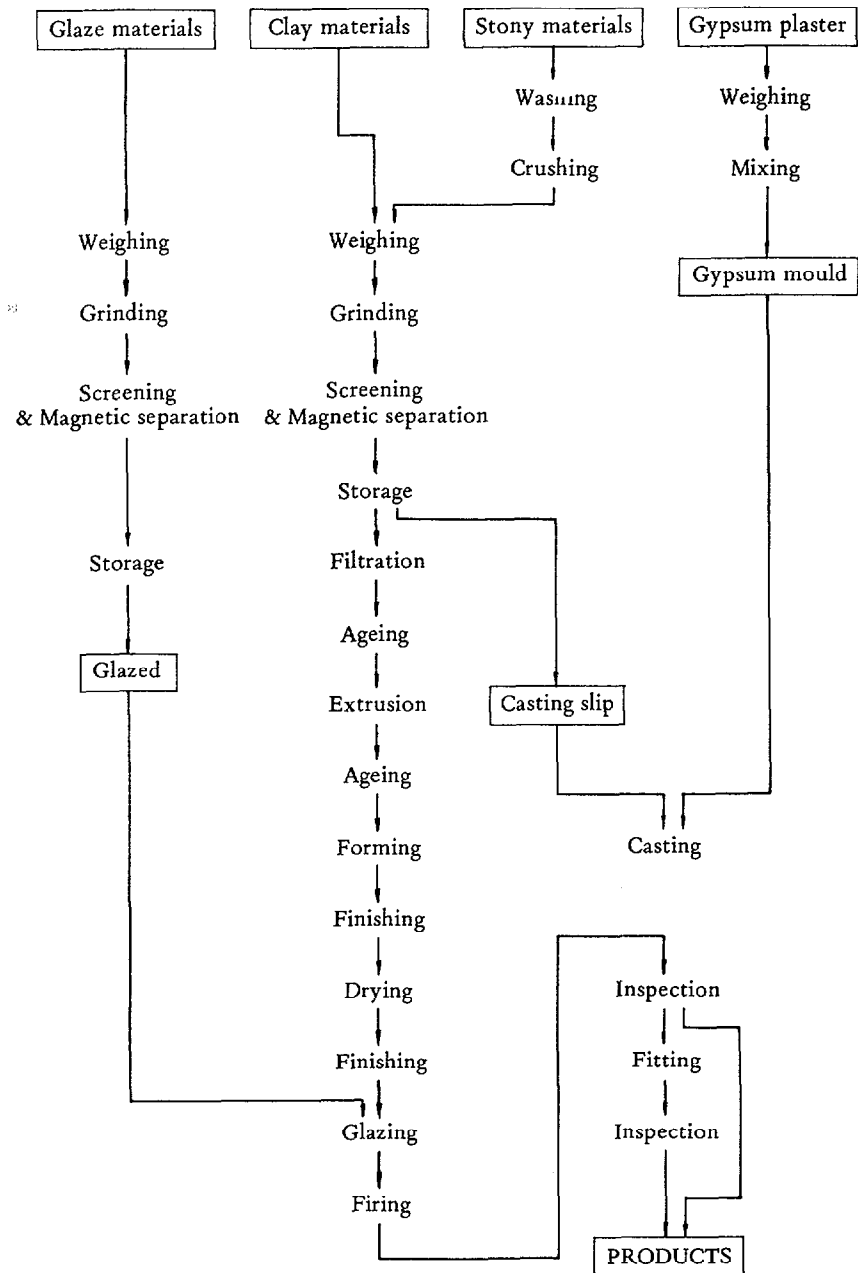 Glaze materials
Clay materials
Stony materials
Gypsum plaster
Weighing
Crushing
Mixing
Weighing
Weighing
Gypsum mould
Grinding
Grinding
Screening
& Magnetic separation
Screening
& Magnetic separation
Storage
Storage
Filtration
Ageing
Glazed
Extrusion
Casting slip
Ageing
Forming
Casting
Finishing
Drying
Inspection
Finishing
Fitting
Glazing
Inspection
Firing
PRODUCTS